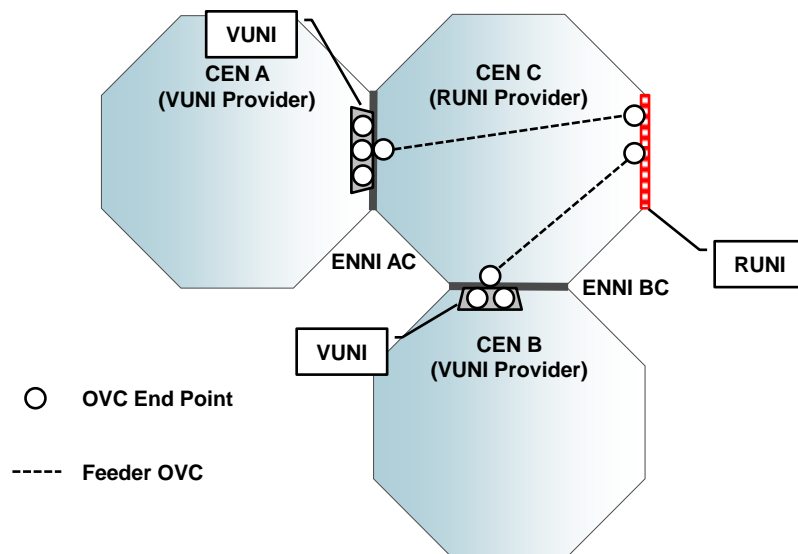 VUNI
CEN A
(VUNI Provider)
CEN C
(RUNI Provider)
ENNI AC
RUNI
ENNI BC
VUNI
CEN B
(VUNI Provider)
OVC End Point
Feeder OVC